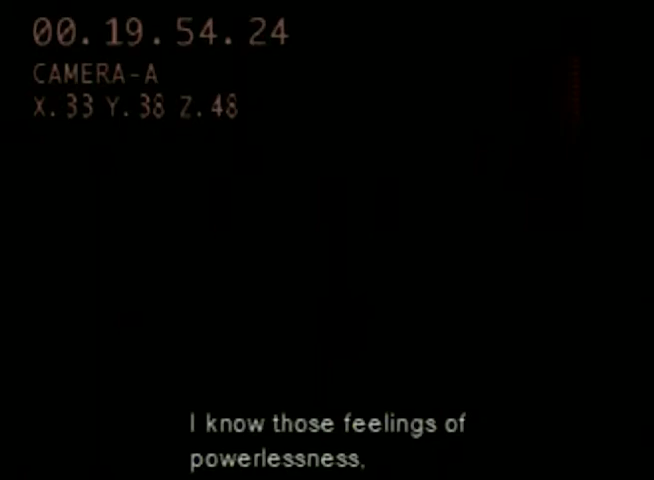 00.19.54.24
CAMERA-A
X.33 Y.38 Z.48
I know those feelings of
powerlessness,